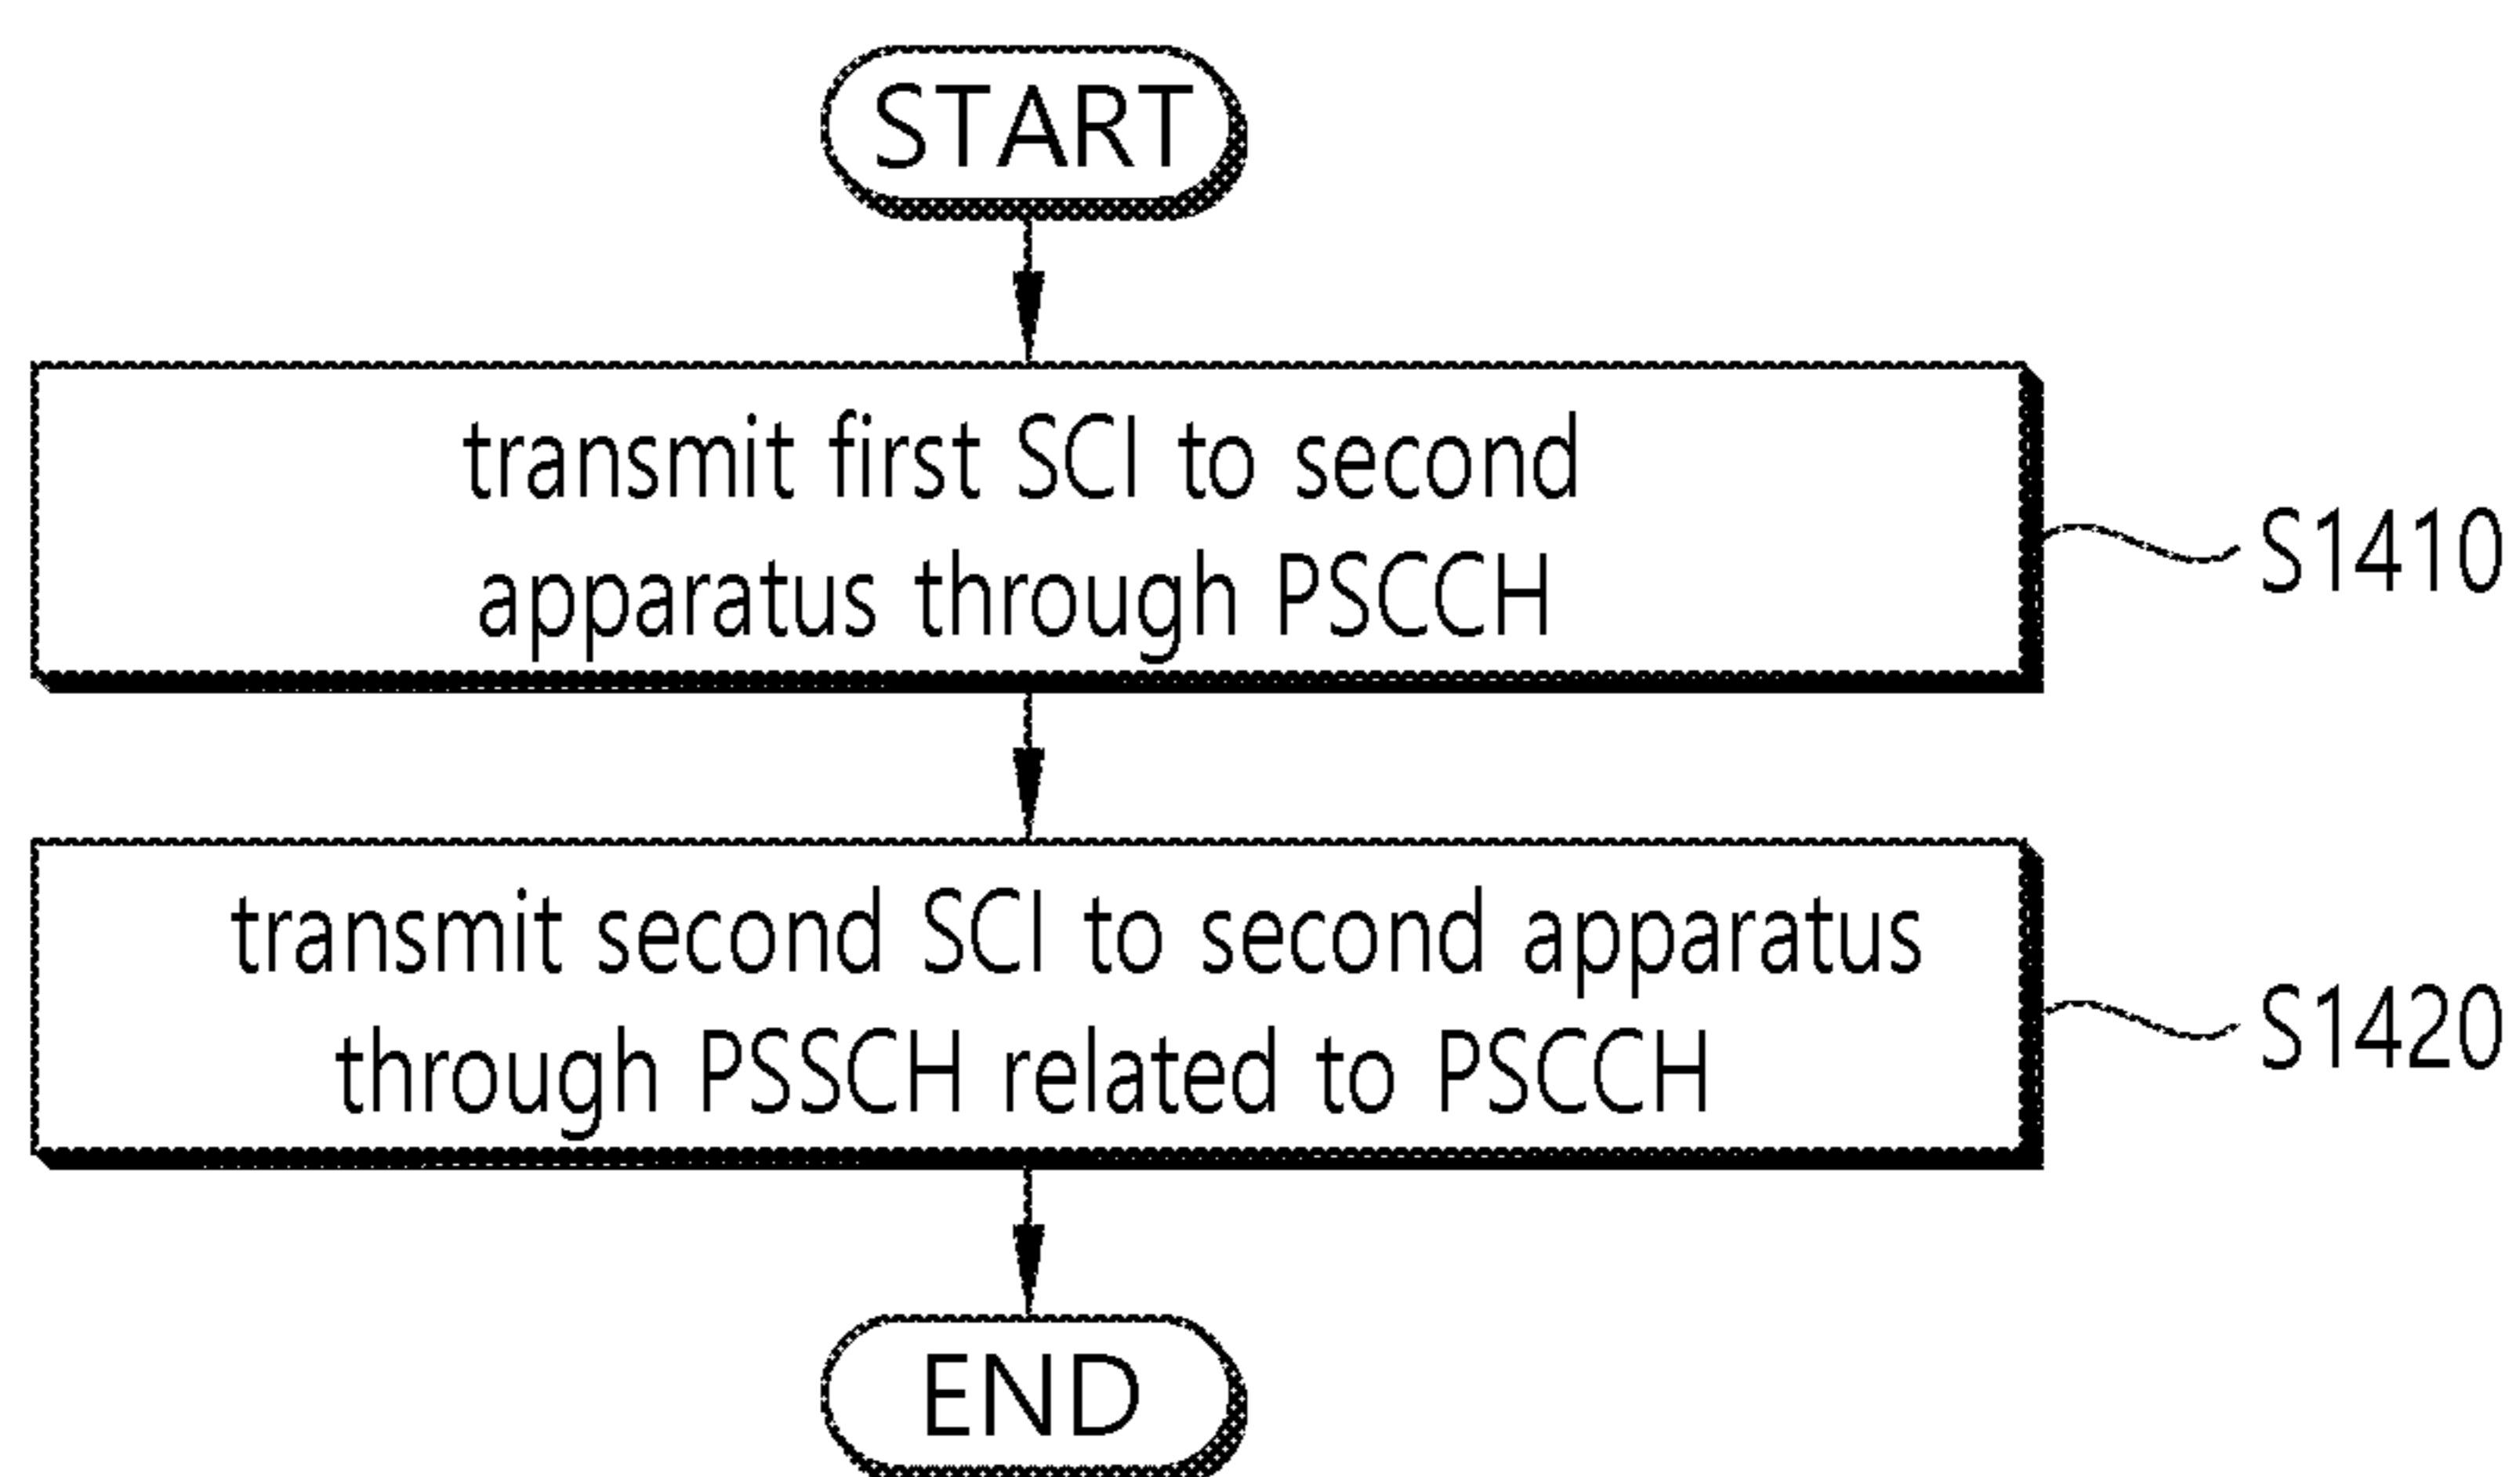 START
transmit first SCI to second
apparatus through PSCCH
S1410
transmit second SCI to second apparatus
through PSSCH related to PSCCH
S1420
END